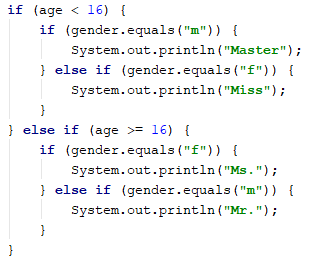 if (age < 16) {
    if (gender.equals("m")) {
        System.out.println("Master");
    } else if (gender.equals("f")) {
        System.out.println("Miss");
    }
} else if (age >= 16) {
    if (gender.equals("f")) {
        System.out.println("Ms.");
    } else if (gender.equals("m")) {
        System.out.println("Mr.");
    }
}